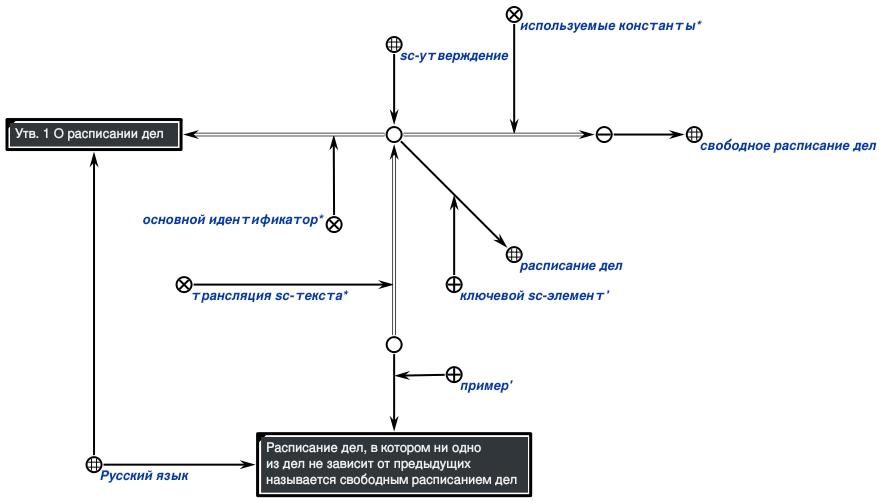 используемые константы*
sc-утверждение
Утв. 1 О расписании дел
свободное расписание дел
основной идентификатор*
расписание дел
трансляция sc-текста*
ключевой sc-элемент'
пример'
Расписание дел, в котором ни одно
из дел не зависит от предыдущих
называется свободным расписанием дел
Русский язык